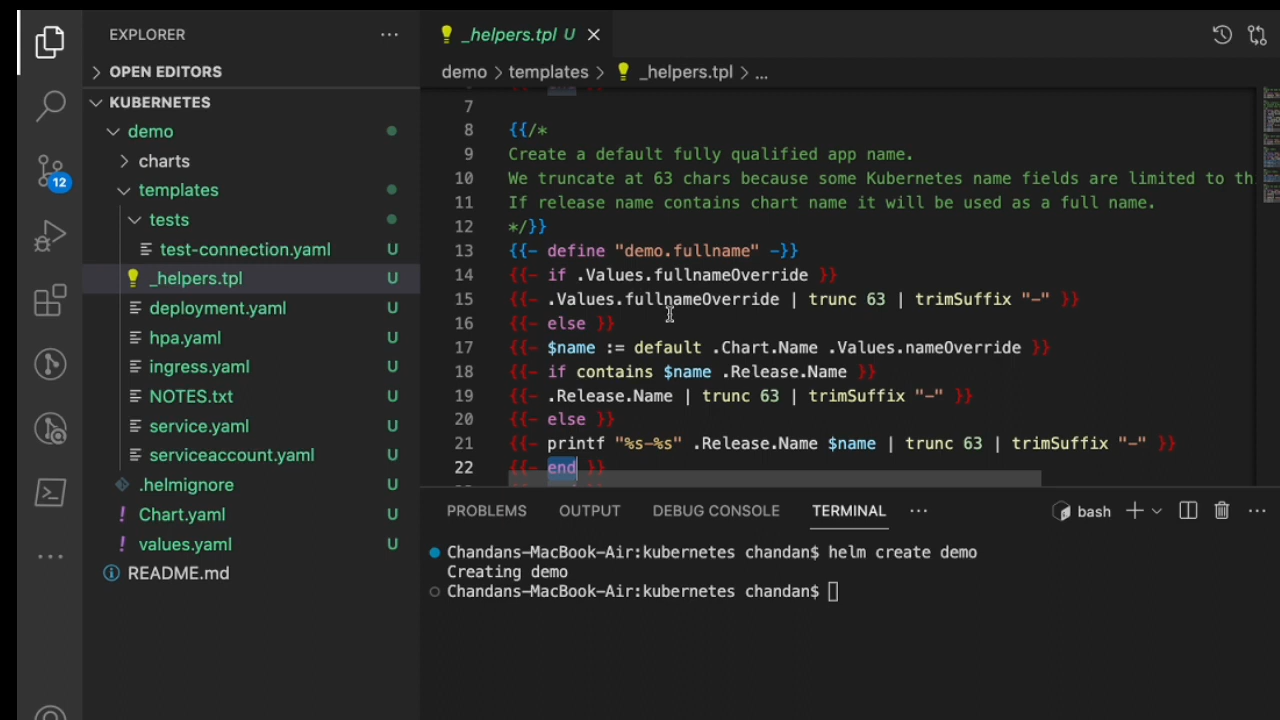 EXPLORER
OPEN EDITORS
KUBERNETES
demo
charts
templates
tests
test-connection.yaml U
_helpers.tpl U
deployment.yaml U
hpa.yaml U
ingress.yaml U
NOTES.txt U
service.yaml U
serviceaccount.yaml U
.helmignore U
Chart.yaml U
values.yaml U
README.md
12
_helpers.tpl U
demo > templates > _helpers.tpl > ...
7
8 {{/*
9 Create a default fully qualified app name.
10 We truncate at 63 chars because some Kubernetes name fields are limited to th
11 If release name contains chart name it will be used as a full name.
12 */}}
13 {{- define "demo.fullname" -}}
14 {{- if .Values.fullnameOverride }}
15 {{- .Values.fullnameOverride | trunc 63 | trimSuffix "-" }}
16 {{- else }}
17 {{- $name := default .Chart.Name .Values.nameOverride }}
18 {{- if contains $name .Release.Name }}
19 {{- .Release.Name | trunc 63 | trimSuffix "-" }}
20 {{- else }}
21 {{- printf "%s-%s" .Release.Name $name | trunc 63 | trimSuffix "-" }}
22 {{- end }}
PROBLEMS OUTPUT DEBUG CONSOLE TERMINAL ... bash
Chandans-MacBook-Air:kubernetes chandan$ helm create demo
Creating demo
Chandans-MacBook-Air:kubernetes chandan$